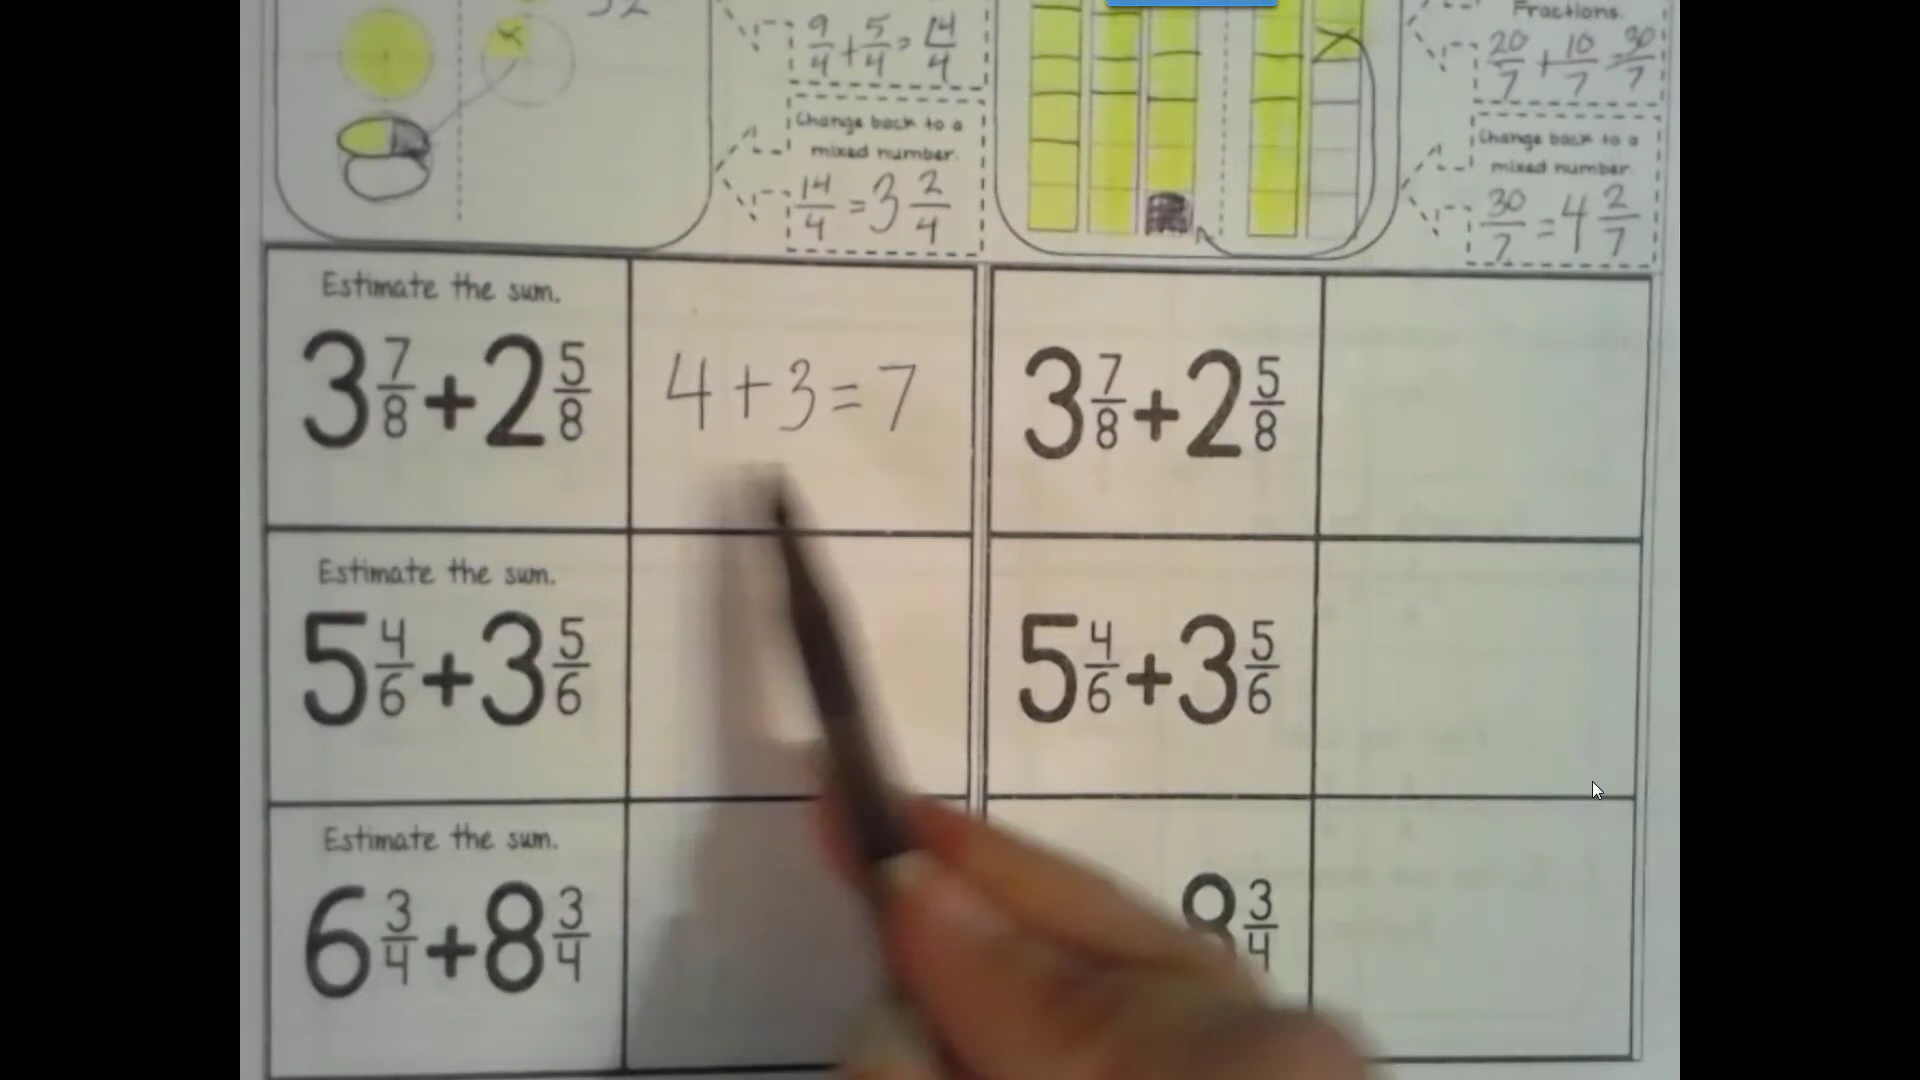 9/4 + 5/4 = 14/4
Change back to a
mixed number.
14/4 = 3 2/4
Fractions.
20/7 + 10/7 = 30/7
Change back to a
mixed number.
30/7 = 4 2/7
Estimate the sum.
3 7/8 + 2 5/8
4 + 3 = 7
3 7/8 + 2 5/8
Estimate the sum.
5 4/6 + 3 5/6
5 4/6 + 3 5/6
Estimate the sum.
6 3/4 + 8 3/4
8 3/4